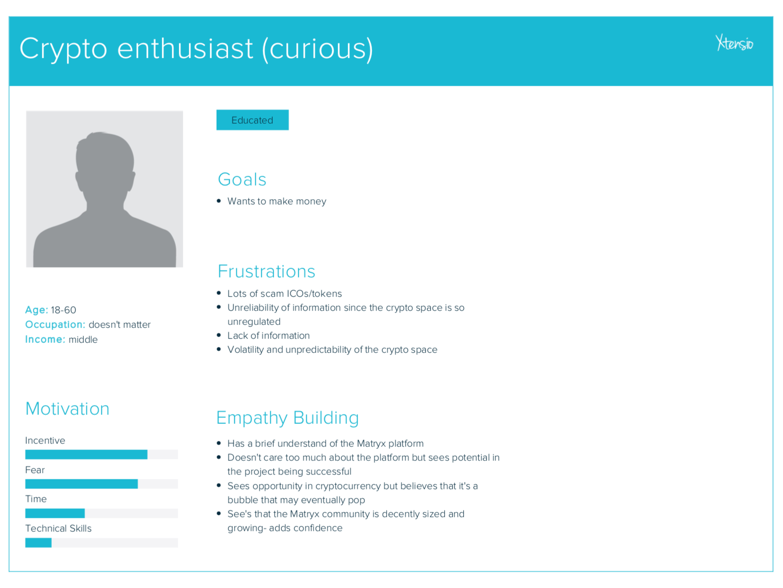 Crypto enthusiast (curious)
Xtensio
Educated
Goals
Wants to make money
Frustrations
Lots of scam ICOs/tokens
Unreliability of information since the crypto space is so
unregulated
Lack of information
Volatility and unpredictability of the crypto space
Age: 18-60
Occupation: doesn't matter
Income: middle
Motivation
Incentive
Fear
Time
Technical Skills
Empathy Building
Has a brief understand of the Matryx platform
Doesn't care too much about the platform but sees potential in
the project being successful
Sees opportunity in cryptocurrency but believes that it's a
bubble that may eventually pop
See's that the Matryx community is decently sized and
growing- adds confidence